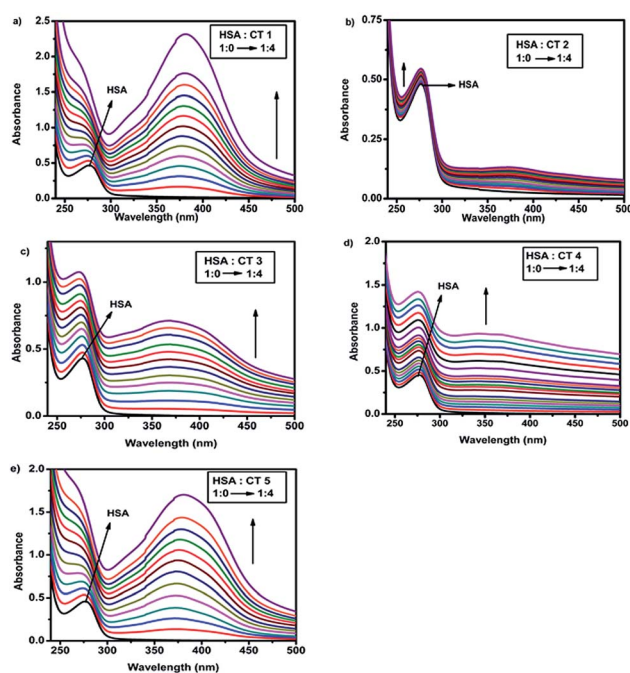 a)
2.5
2.0
1.5
1.0
0.5
0.0
Absorbance
HSA : CT 1
1:0 → 1:4
HSA
250 300 350 400 450 500
Wavelength (nm)
b)
0.75
0.50
0.25
0.00
Absorbance
HSA : CT 2
1:0 → 1:4
HSA
250 300 350 400 450 500
Wavelength (nm)
c)
1.0
0.5
0.0
Absorbance
HSA : CT 3
1:0 → 1:4
HSA
250 300 350 400 450 500
Wavelength (nm)
d)
2.0
1.5
1.0
0.5
0.0
Absorbance
HSA : CT 4
1:0 → 1:4
HSA
250 300 350 400 450 500
Wavelength (nm)
e)
2.0
1.5
1.0
0.5
0.0
Absorbance
HSA : CT 5
1:0 → 1:4
HSA
250 300 350 400 450 500
Wavelength (nm)